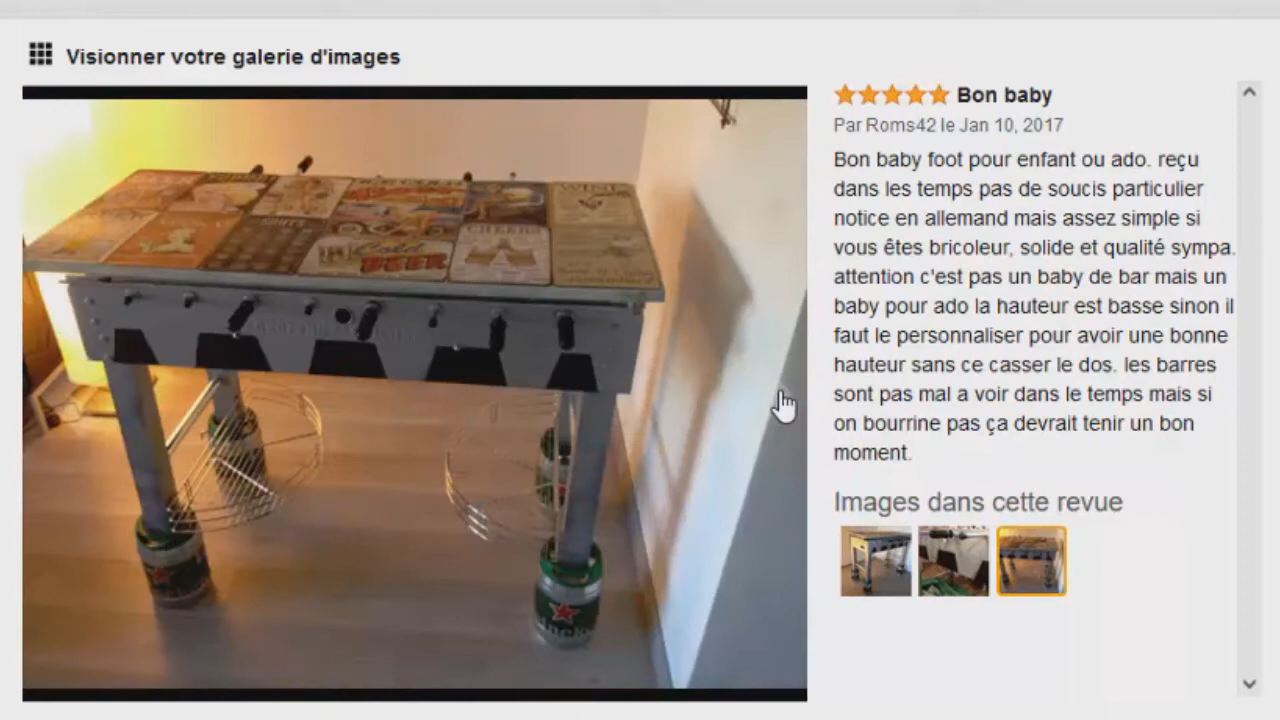 Visionner votre galerie d'images
Bon baby
Par Roms42 le Jan 10, 2017
Bon baby foot pour enfant ou ado. reçu
dans les temps pas de soucis particulier
notice en allemand mais assez simple si
vous êtes bricoleur, solide et qualité sympa.
attention c'est pas un baby de bar mais un
baby pour ado la hauteur est basse sinon il
faut le personnaliser pour avoir une bonne
hauteur sans ce casser le dos. les barres
sont pas mal a voir dans le temps mais si
on bourrine pas ça devrait tenir un bon
moment.
Images dans cette revue
WINE
CHEERS
Cold
BEER